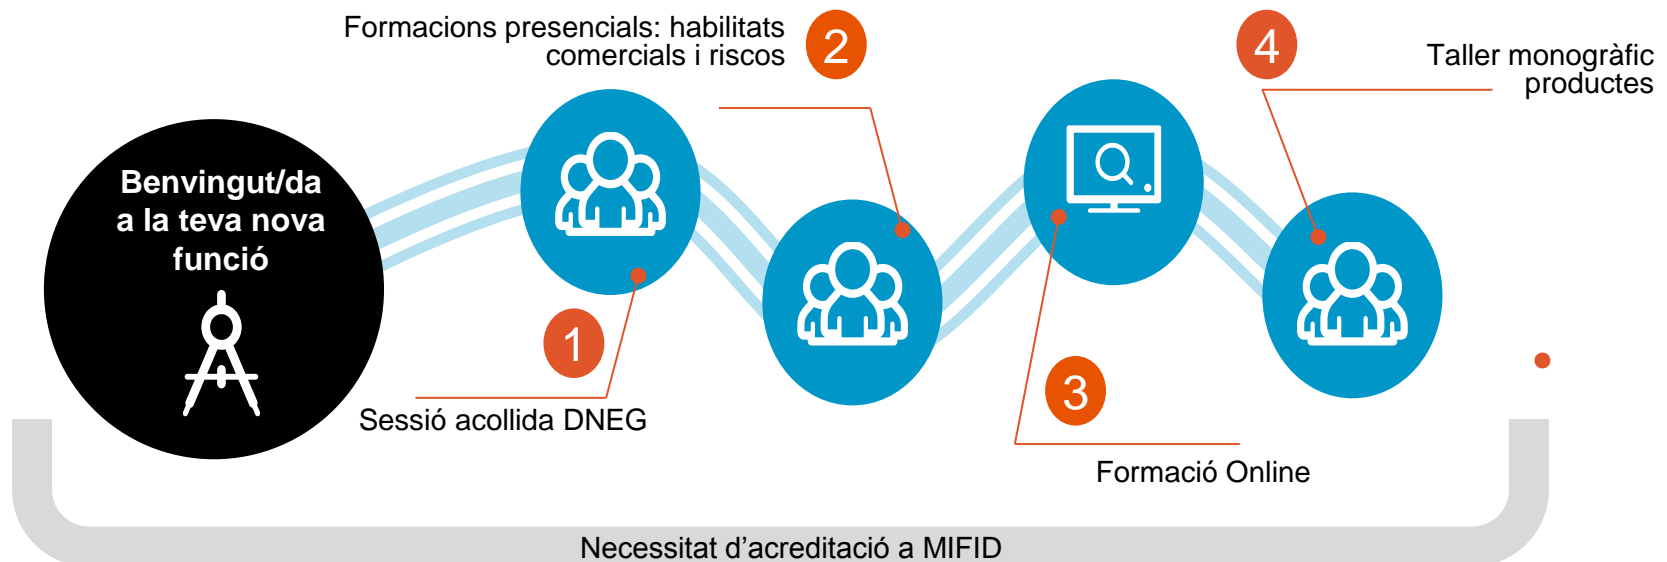 Formacions presencials: habilitats
comercials i riscos
2
4
Taller monogràfic
productes
Benvingut/da
a la teva nova
funció
1
Sessió acollida DNEG
3
Formació Online
Necessitat d'acreditació a MIFID